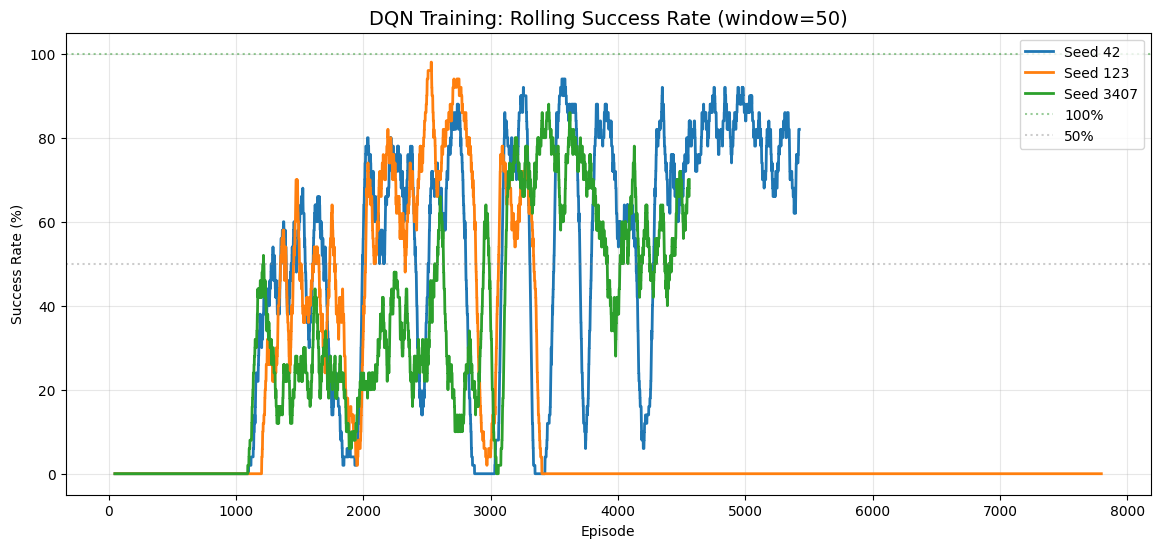 DQN Training: Rolling Success Rate (window=50)
Success Rate (%)
100
80
60
40
20
0
0 1000 2000 3000 4000 5000 6000 7000 8000
Episode
Seed 42
Seed 123
Seed 3407
100%
50%